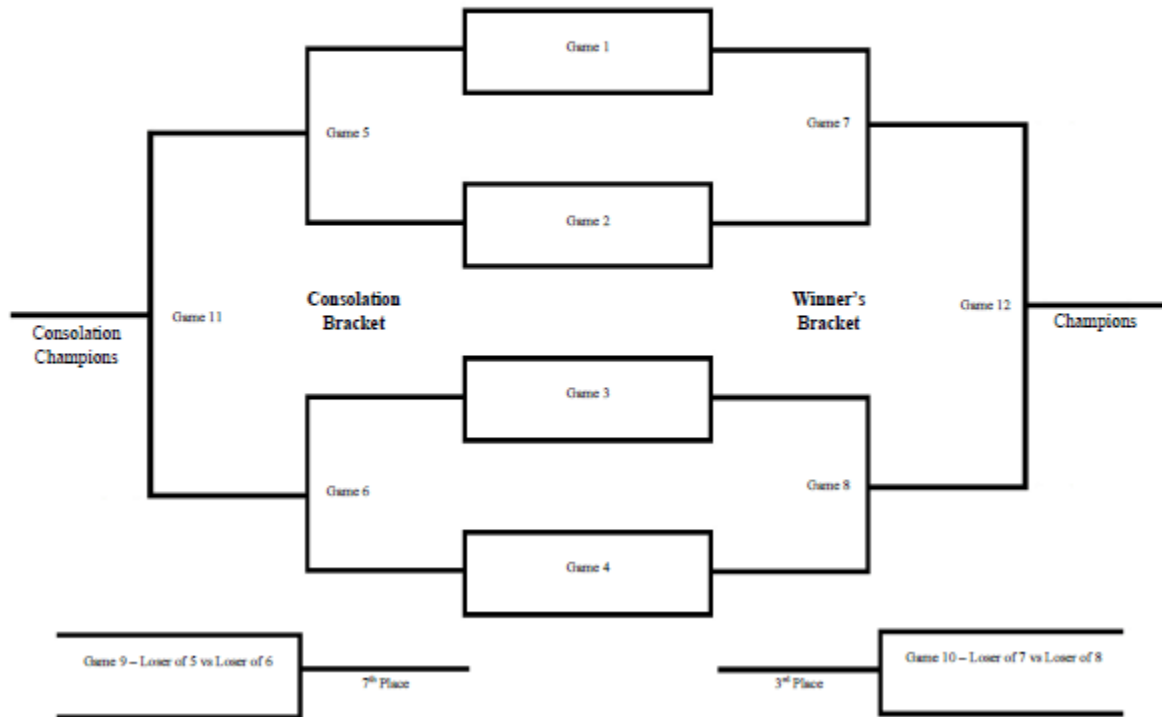 Game 1
Game 5
Game 7
Game 2
Consolation
Bracket
Winner's
Bracket
Game 11
Game 12
Consolation
Champions
Champions
Game 3
Game 6
Game 8
Game 4
Game 9 – Loser of 5 vs Loser of 6
7th Place
Game 10 – Loser of 7 vs Loser of 8
3rd Place